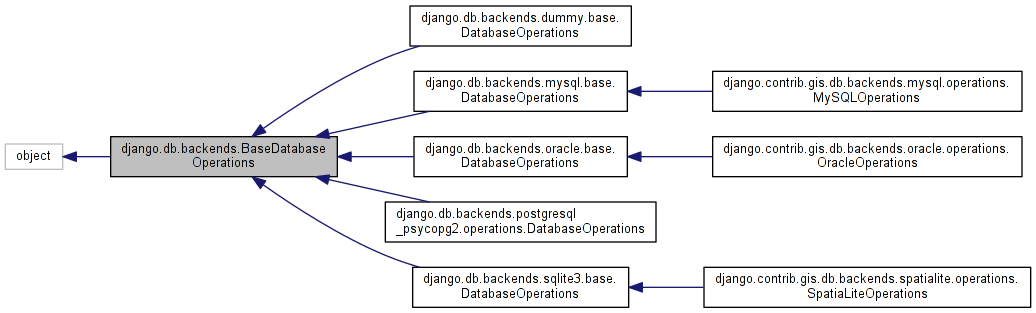 django.db.backends.dummy.base.
DatabaseOperations
django.db.backends.mysql.base.
DatabaseOperations
django.contrib.gis.db.backends.mysql.operations.
MySQLOperations
object
django.db.backends.BaseDatabase
Operations
django.db.backends.oracle.base.
DatabaseOperations
django.contrib.gis.db.backends.oracle.operations.
OracleOperations
django.db.backends.postgresql
_psycopg2.operations.DatabaseOperations
django.db.backends.sqlite3.base.
DatabaseOperations
django.contrib.gis.db.backends.spatialite.operations.
SpatiaLiteOperations